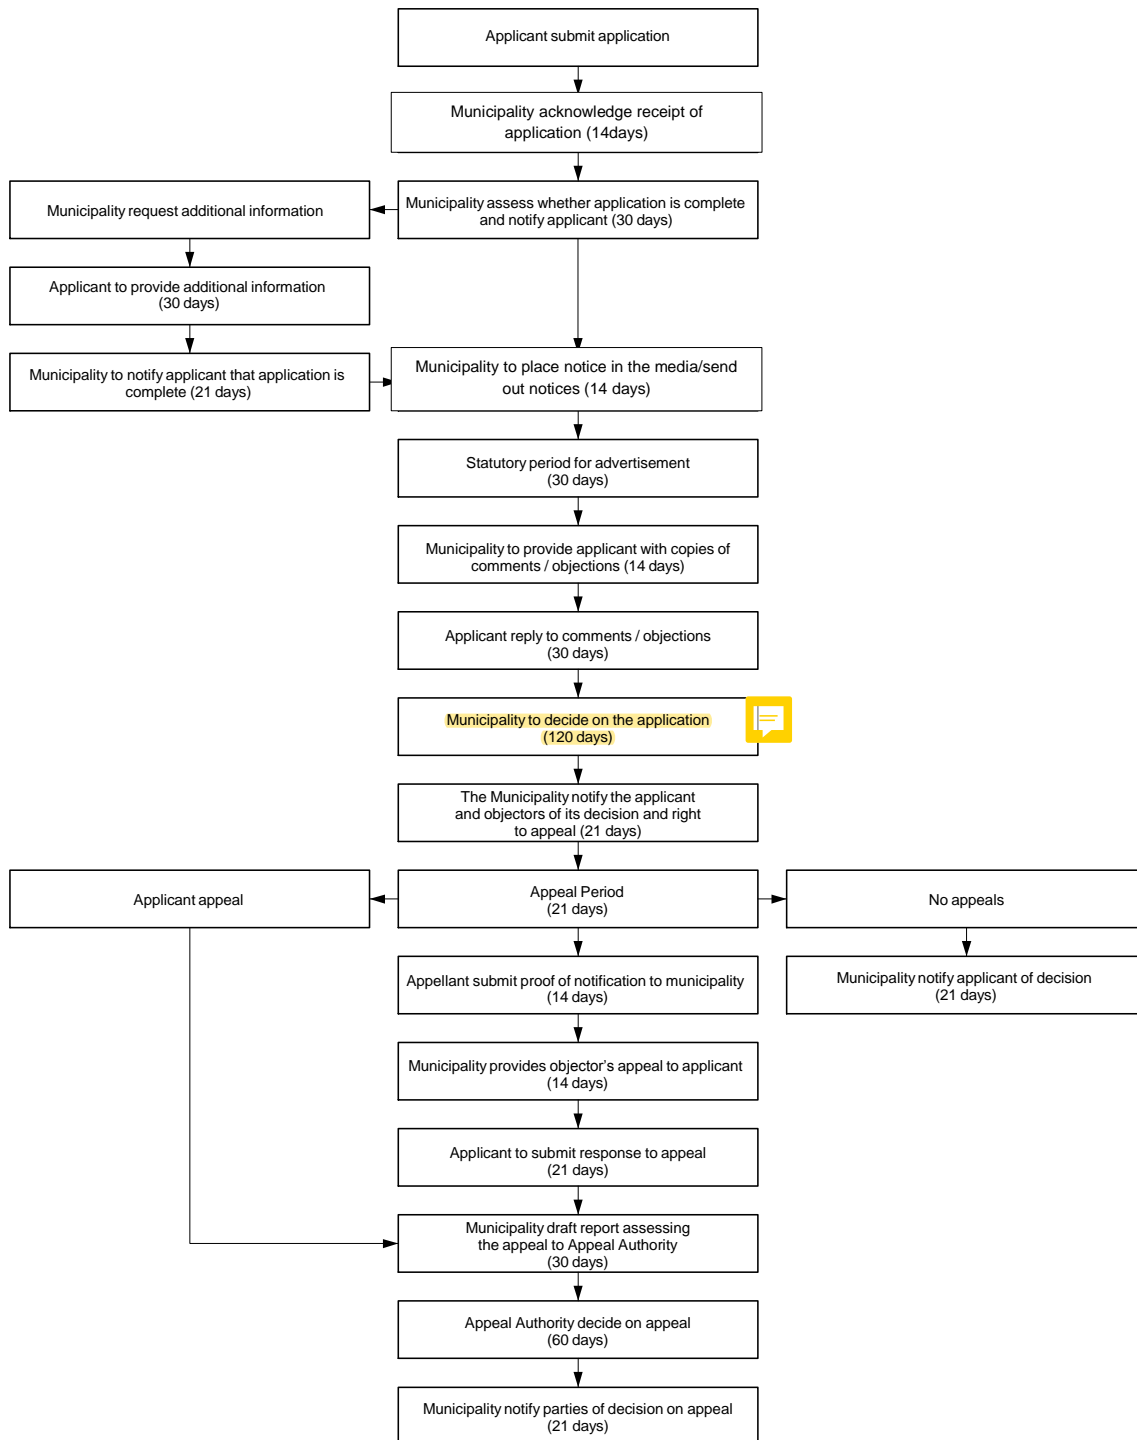 Applicant submit application
Municipality acknowledge receipt of
application (14days)
Municipality request additional information
Municipality assess whether application is complete
and notify applicant (30 days)
Applicant to provide additional information
(30 days)
Municipality to notify applicant that application is
complete (21 days)
Municipality to place notice in the media/send
out notices (14 days)
Statutory period for advertisement
(30 days)
Municipality to provide applicant with copies of
comments / objections (14 days)
Applicant reply to comments / objections
(30 days)
Municipality to decide on the application
(120 days)
The Municipality notify the applicant
and objectors of its decision and right
to appeal (21 days)
Applicant appeal
Appeal Period
(21 days)
No appeals
Appellant submit proof of notification to municipality
(14 days)
Municipality notify applicant of decision
(21 days)
Municipality provides objector's appeal to applicant
(14 days)
Applicant to submit response to appeal
(21 days)
Municipality draft report assessing
the appeal to Appeal Authority
(30 days)
Appeal Authority decide on appeal
(60 days)
Municipality notify parties of decision on appeal
(21 days)